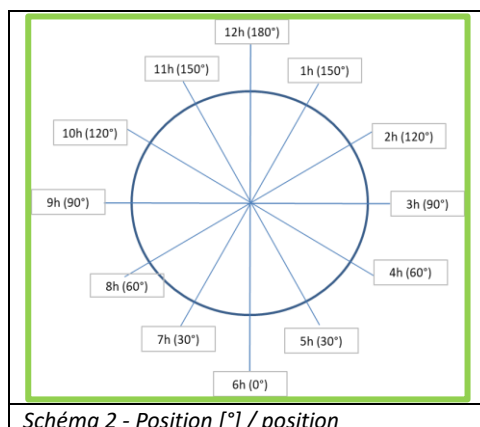 12h (180°)
11h (150°)
1h (150°)
10h (120°)
2h (120°)
9h (90°)
3h (90°)
8h (60°)
4h (60°)
7h (30°)
5h (30°)
6h (0°)
Schéma 2 - Position [°] / position